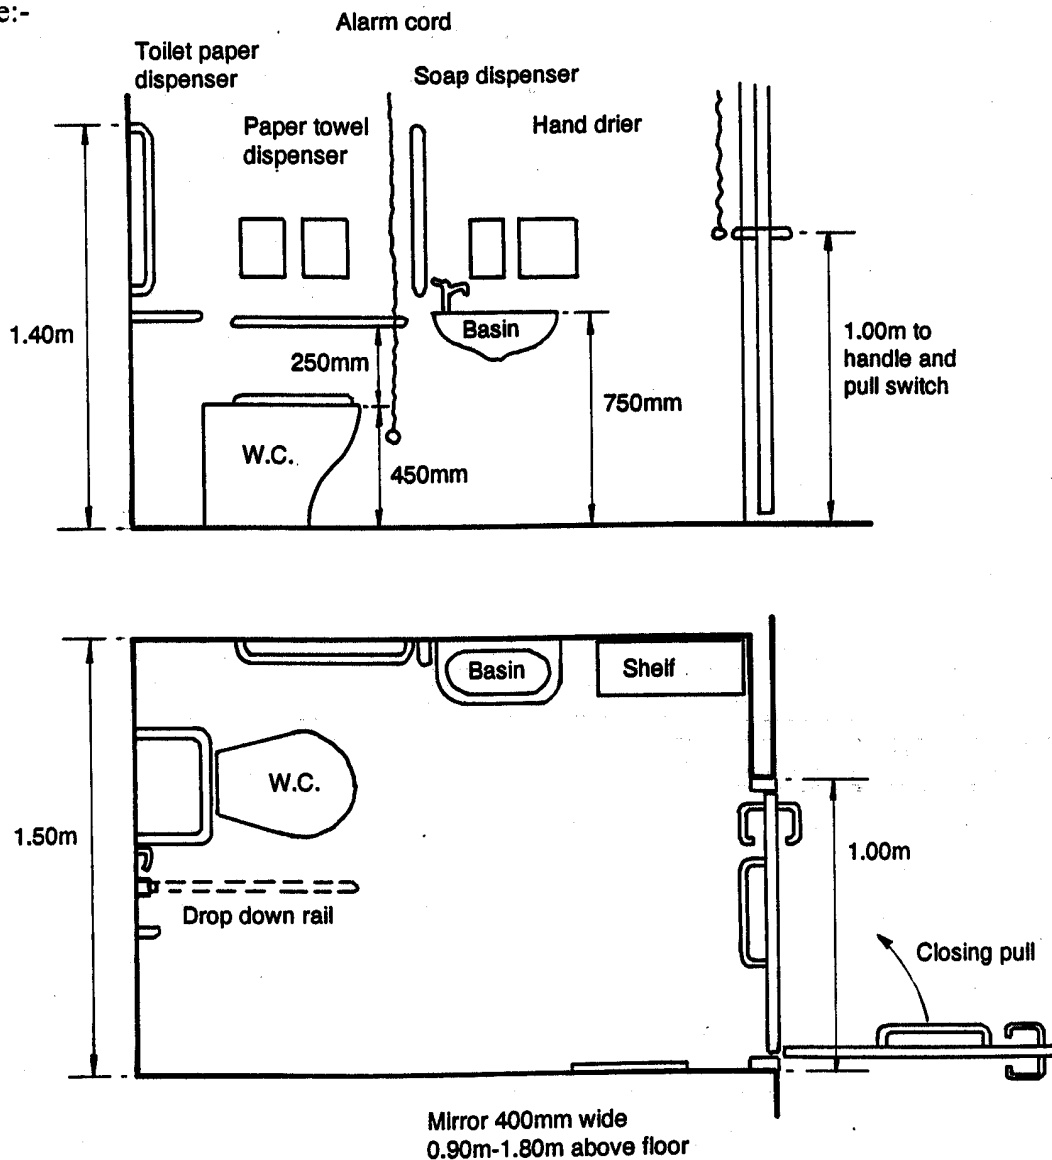 e:-
Alarm cord
Toilet paper
dispenser
Soap dispenser
Paper towel
dispenser
Hand drier
1.40m
250mm
Basin
1.00m to
handle and
pull switch
750mm
W.C.
450mm
Basin
Shelf
W.C.
1.50m
1.00m
Drop down rail
Closing pull
Mirror 400mm wide
0.90m-1.80m above floor